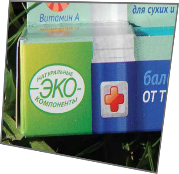 Витамин А
для сухих и
НАТУРАЛЬНЫЕ
ЭКО
КОМПОНЕНТЫ
бал
ОТ Т